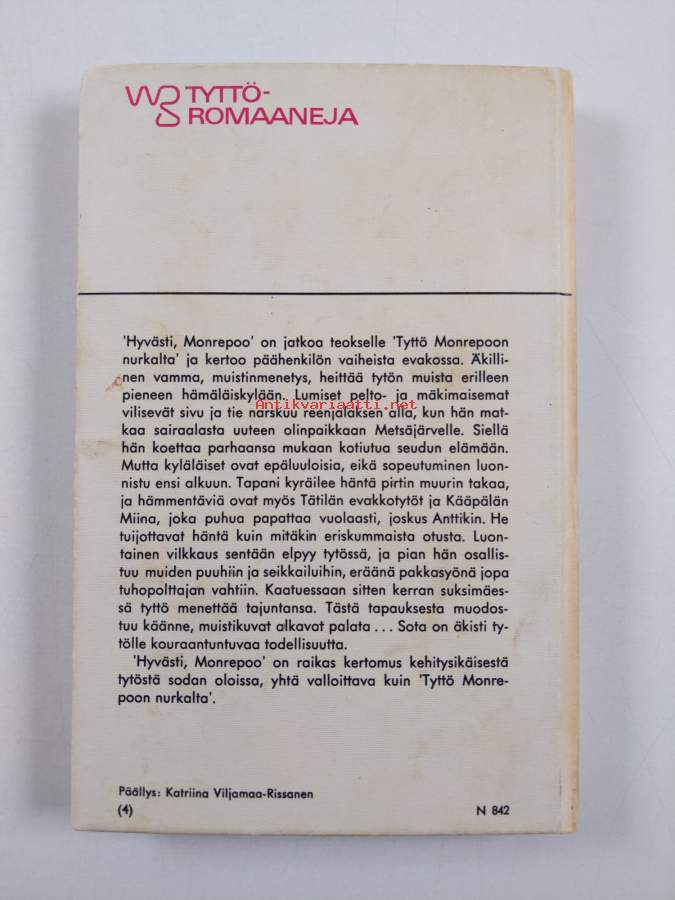 WS TYTTÖ-
ROMAANEJA
'Hyvästi, Monrepoo' on jatkoa teokselle 'Tyttö Monrepoon
nurkalta' ja kertoo päähenkilön vaiheista evakossa. Äkilli-
nen vamma, muistinmenetys, heittää tytön muista erilleen
pieneen hämäläiskylään. Lumiset pelto- ja mäkimaisemat
Antikvariaatti.net
vilisevät sivu ja tie narskuu reenjalaksen alla, kun hän mat-
kaa sairaalasta uuteen olinpaikkaan Metsäjärvelle. Siellä
hän koettaa parhaansa mukaan kotiutua seudun elämään.
Mutta kyläläiset ovat epäluuloisia, eikä sopeutuminen luon-
nistu ensi alkuun. Tapani kyräilee häntä pirtin muurin takaa,
ja hämmentäviä ovat myös Tätilän evakkotytöt ja Kääpälän
Miina, joka puhua papattaa vuolaasti, joskus Anttikin. He
tuijottavat häntä kuin mitäkin eriskummaista otusta. Luon-
tainen vilkkaus sentään elpyy tytössä, ja pian hän osallis-
tuu muiden puuhiin ja seikkailuihin, eräänä pakkasyönä jopa
tuhopolttajan vahtiin. Kaatuessaan sitten kerran suksimäes-
sä tyttö menettää tajuntansa. Tästä tapauksesta muodos-
tuu käänne, muistikuvat alkavat palata . . . Sota on äkisti ty-
tölle kouraantuntuvaa todellisuutta.
'Hyvästi, Monrepoo' on raikas kertomus kehitysikäisestä
tytöstä sodan oloissa, yhtä valloittava kuin 'Tyttö Monre-
poon nurkalta'.
Päällys: Katriina Viljamaa-Rissanen
(4) N 842